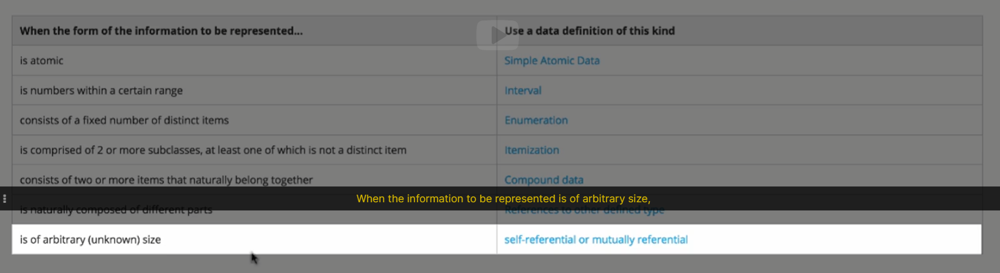 When the form of the information to be represented... Use a data definition of this kind
is atomic Simple Atomic Data
is numbers within a certain range Interval
consists of a fixed number of distinct items Enumeration
is comprised of 2 or more subclasses, at least one of which is not a distinct item Itemization
consists of two or more items that naturally belong together Compound data
When the information to be represented is of arbitrary size,
is naturally composed of different parts References to other defined type
is of arbitrary (unknown) size self-referential or mutually referential